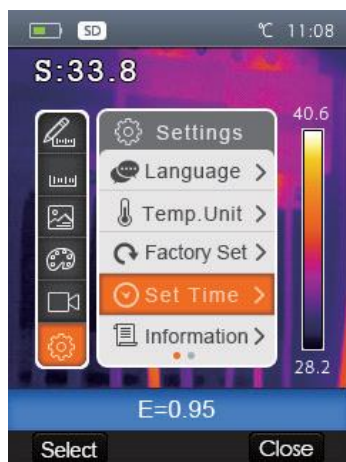 SD ℃ 11:08
S:33.8
40.6
Settings
Language
Temp.Unit
Factory Set
Set Time
Information
28.2
E=0.95
Select Close